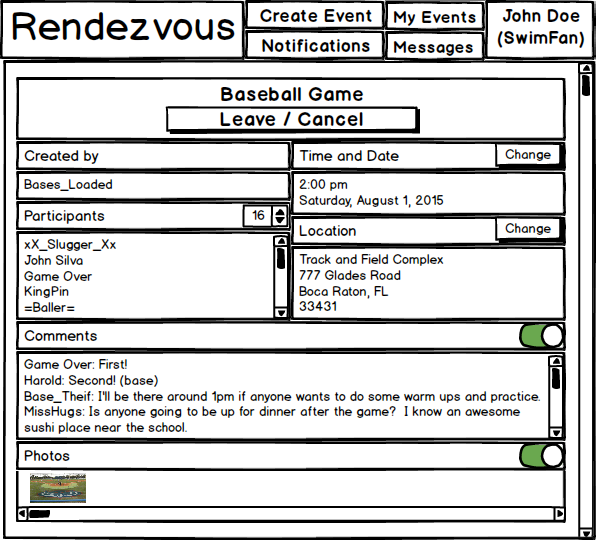 Rendezvous
Create Event
My Events
John Doe
(SwimFan)
Notifications
Messages
Baseball Game
Leave / Cancel
Created by
Time and Date
Change
Bases_Loaded
2:00 pm
Saturday, August 1, 2015
Participants
16
Location
Change
xX_Slugger_Xx
John Silva
Game Over
KingPin
=Baller=
Track and Field Complex
777 Glades Road
Boca Raton, FL
33431
Comments
Game Over: First!
Harold: Second! (base)
Base_Theif: I'll be there around 1pm if anyone wants to do some warm ups and practice.
MissHugs: Is anyone going to be up for dinner after the game? I know an awesome
sushi place near the school.
Photos